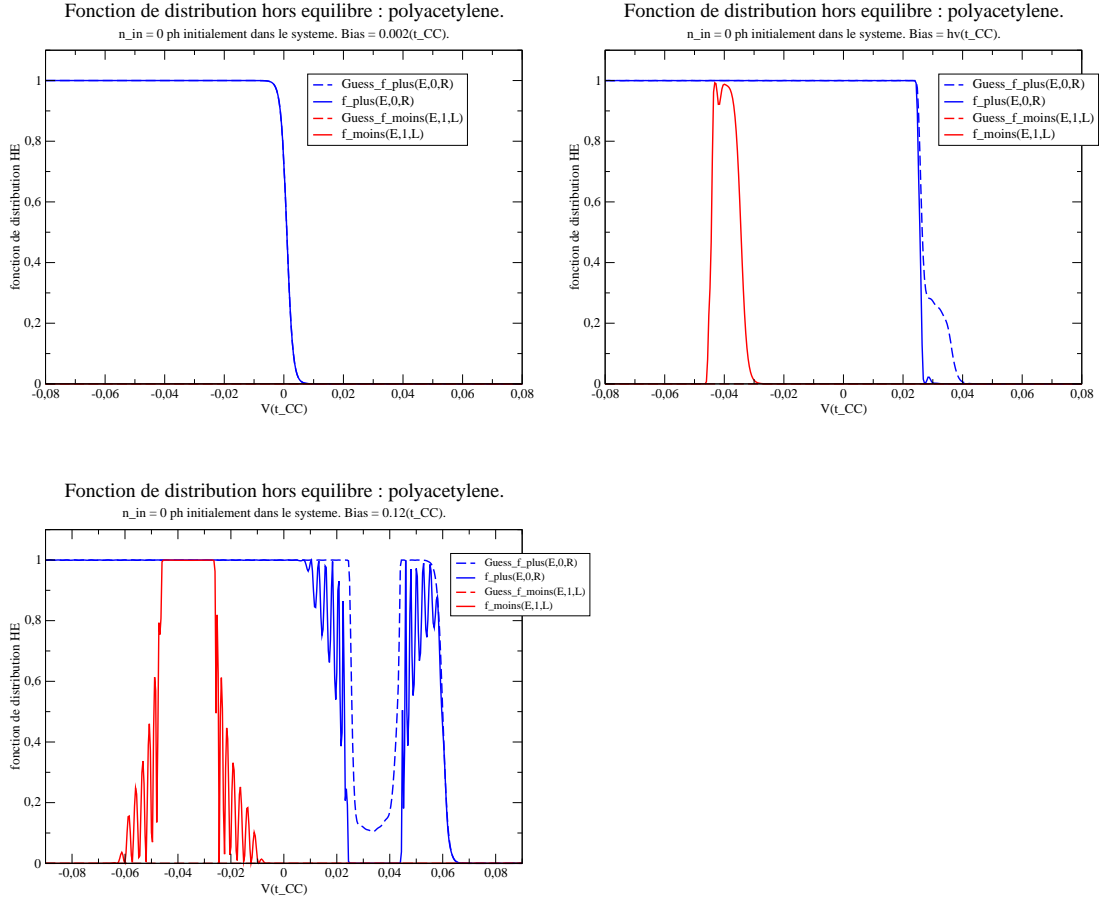 Fonction de distribution hors equilibre : polyacetylene.
n_in = 0 ph initialement dans le systeme. Bias = 0.002(t_CC).
Guess_f_plus(E,0,R)
f_plus(E,0,R)
Guess_f_moins(E,1,L)
f_moins(E,1,L)
fonction de distribution HE
1
0,8
0,6
0,4
0,2
0
-0,08 -0,06 -0,04 -0,02 0 0,02 0,04 0,06 0,08
V(t_CC)
Fonction de distribution hors equilibre : polyacetylene.
n_in = 0 ph initialement dans le systeme. Bias = hv(t_CC).
Guess_f_plus(E,0,R)
f_plus(E,0,R)
Guess_f_moins(E,1,L)
f_moins(E,1,L)
fonction de distribution HE
1
0,8
0,6
0,4
0,2
0
-0,08 -0,06 -0,04 -0,02 0 0,02 0,04 0,06 0,08
V(t_CC)
Fonction de distribution hors equilibre : polyacetylene.
n_in = 0 ph initialement dans le systeme. Bias = 0.12(t_CC).
Guess_f_plus(E,0,R)
f_plus(E,0,R)
Guess_f_moins(E,1,L)
f_moins(E,1,L)
fonction de distribution HE
1
0,8
0,6
0,4
0,2
0
-0,08 -0,06 -0,04 -0,02 0 0,02 0,04 0,06 0,08
V(t_CC)